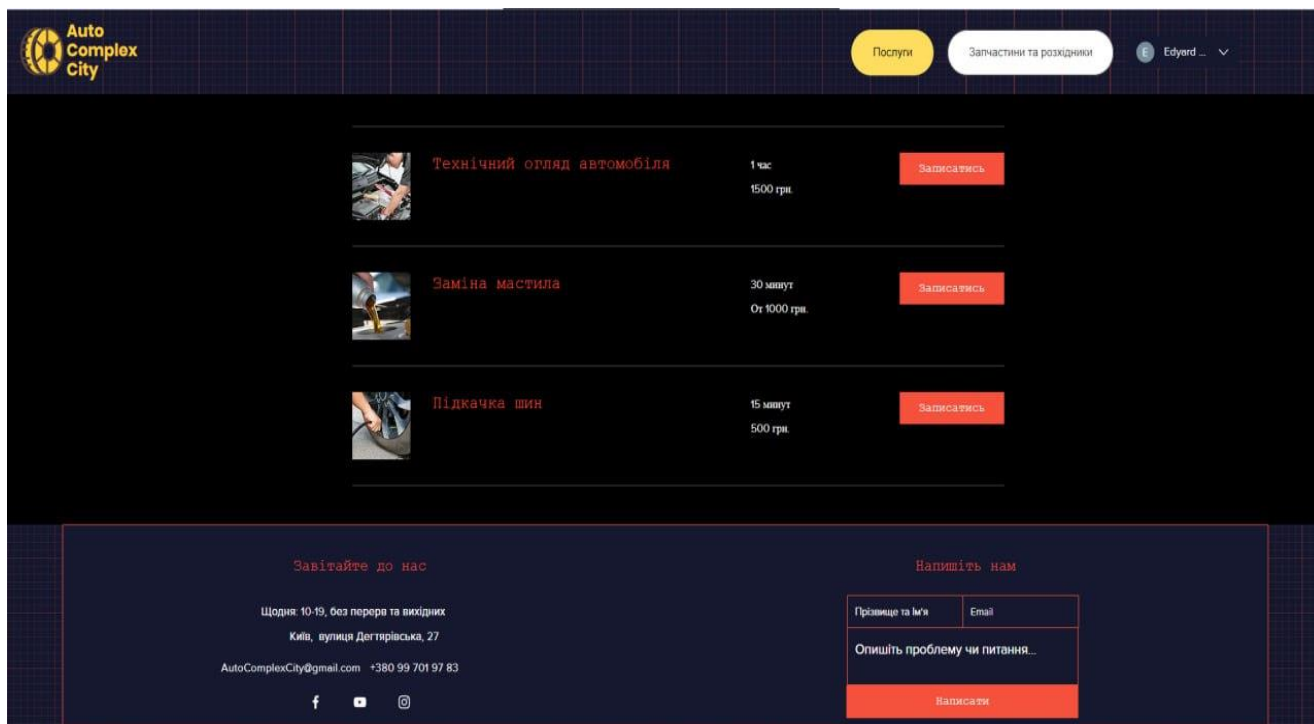 Auto
Complex
City
Послуги
Запчастини та розхідники
E
Edyard ...
Технічний огляд автомобіля
1 час
1500 грн.
Записатись
Заміна мастила
30 минут
От 1000 грн.
Записатись
Підкачка шин
15 минут
500 грн.
Записатись
Завітайте до нас
Щодня: 10-19, без перерв та вихідних
Київ, вулиця Дегтярівська, 27
AutoComplexCity@gmail.com +380 99 701 97 83
Напишіть нам
Прізвище та Ім'я
Email
Опишіть проблему чи питання...
Написати